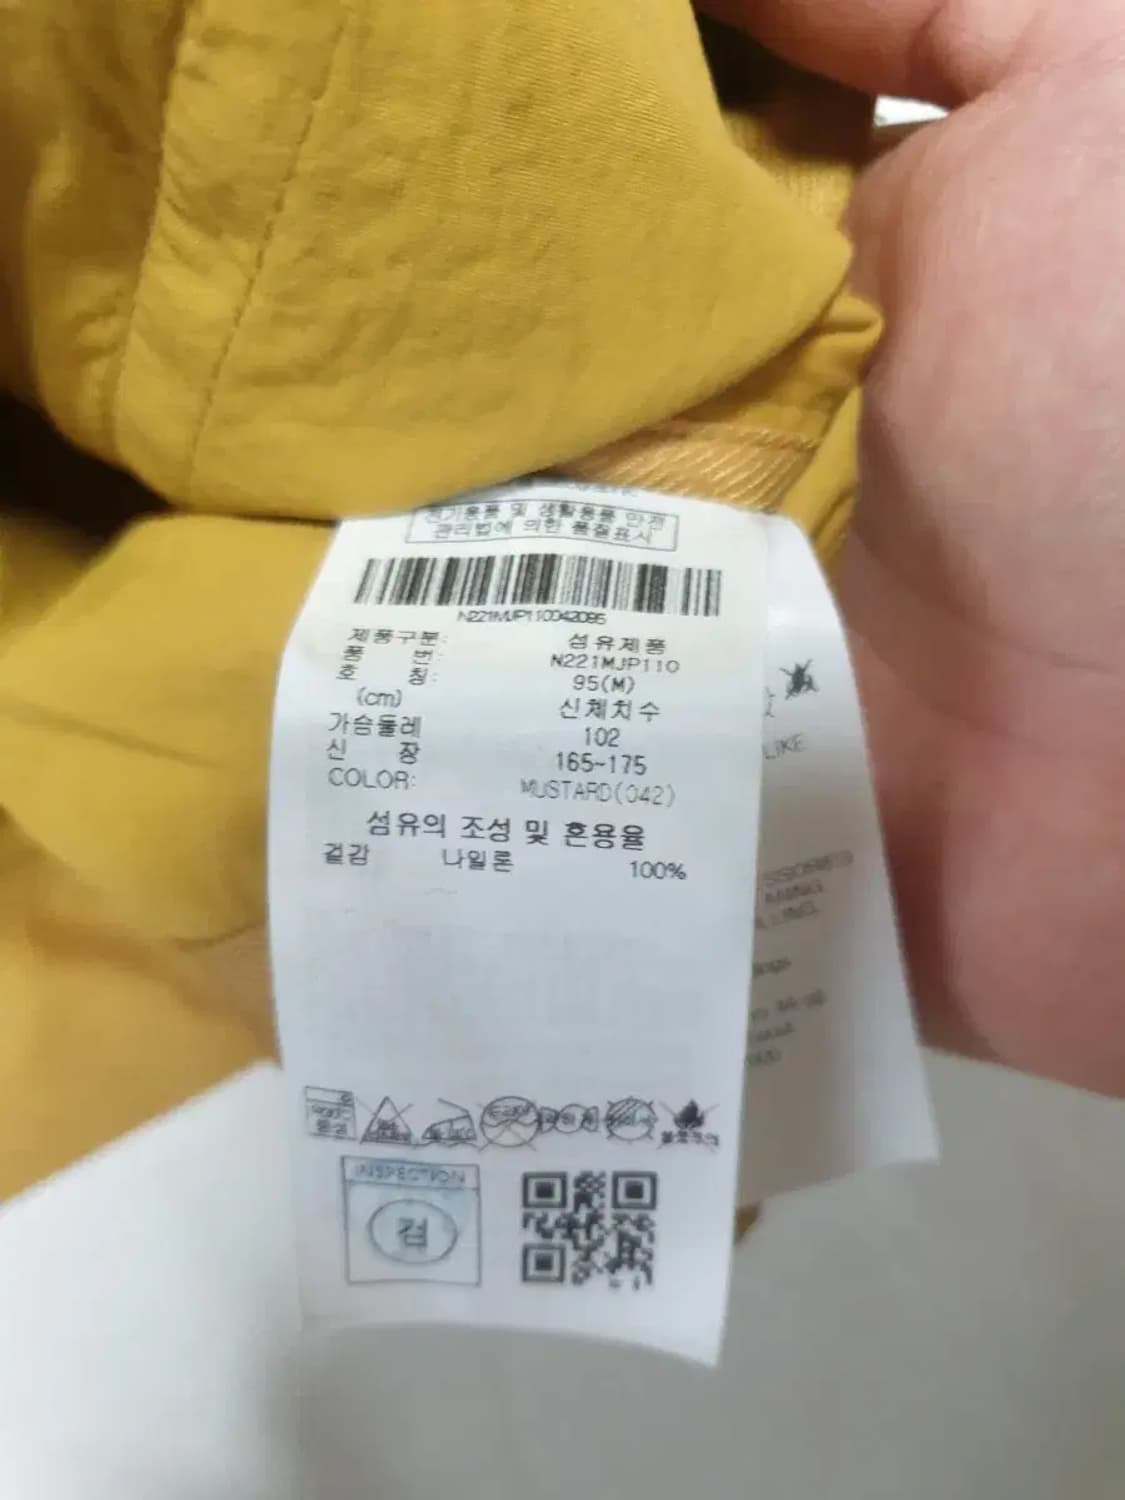 전기용품 및 생활용품 안전
관리법에 의한 품질표시
N221MJP110042095
제품구분: 섬유제품
품 번: N221MJP110
호 칭: 95(M)
(cm) 신체치수
가슴둘레 102
신 장 165~175
COLOR: MUSTARD(042)
섬유의 조성 및 혼용율
겉감 나일론 100%
INSPECTION
검
LIKE